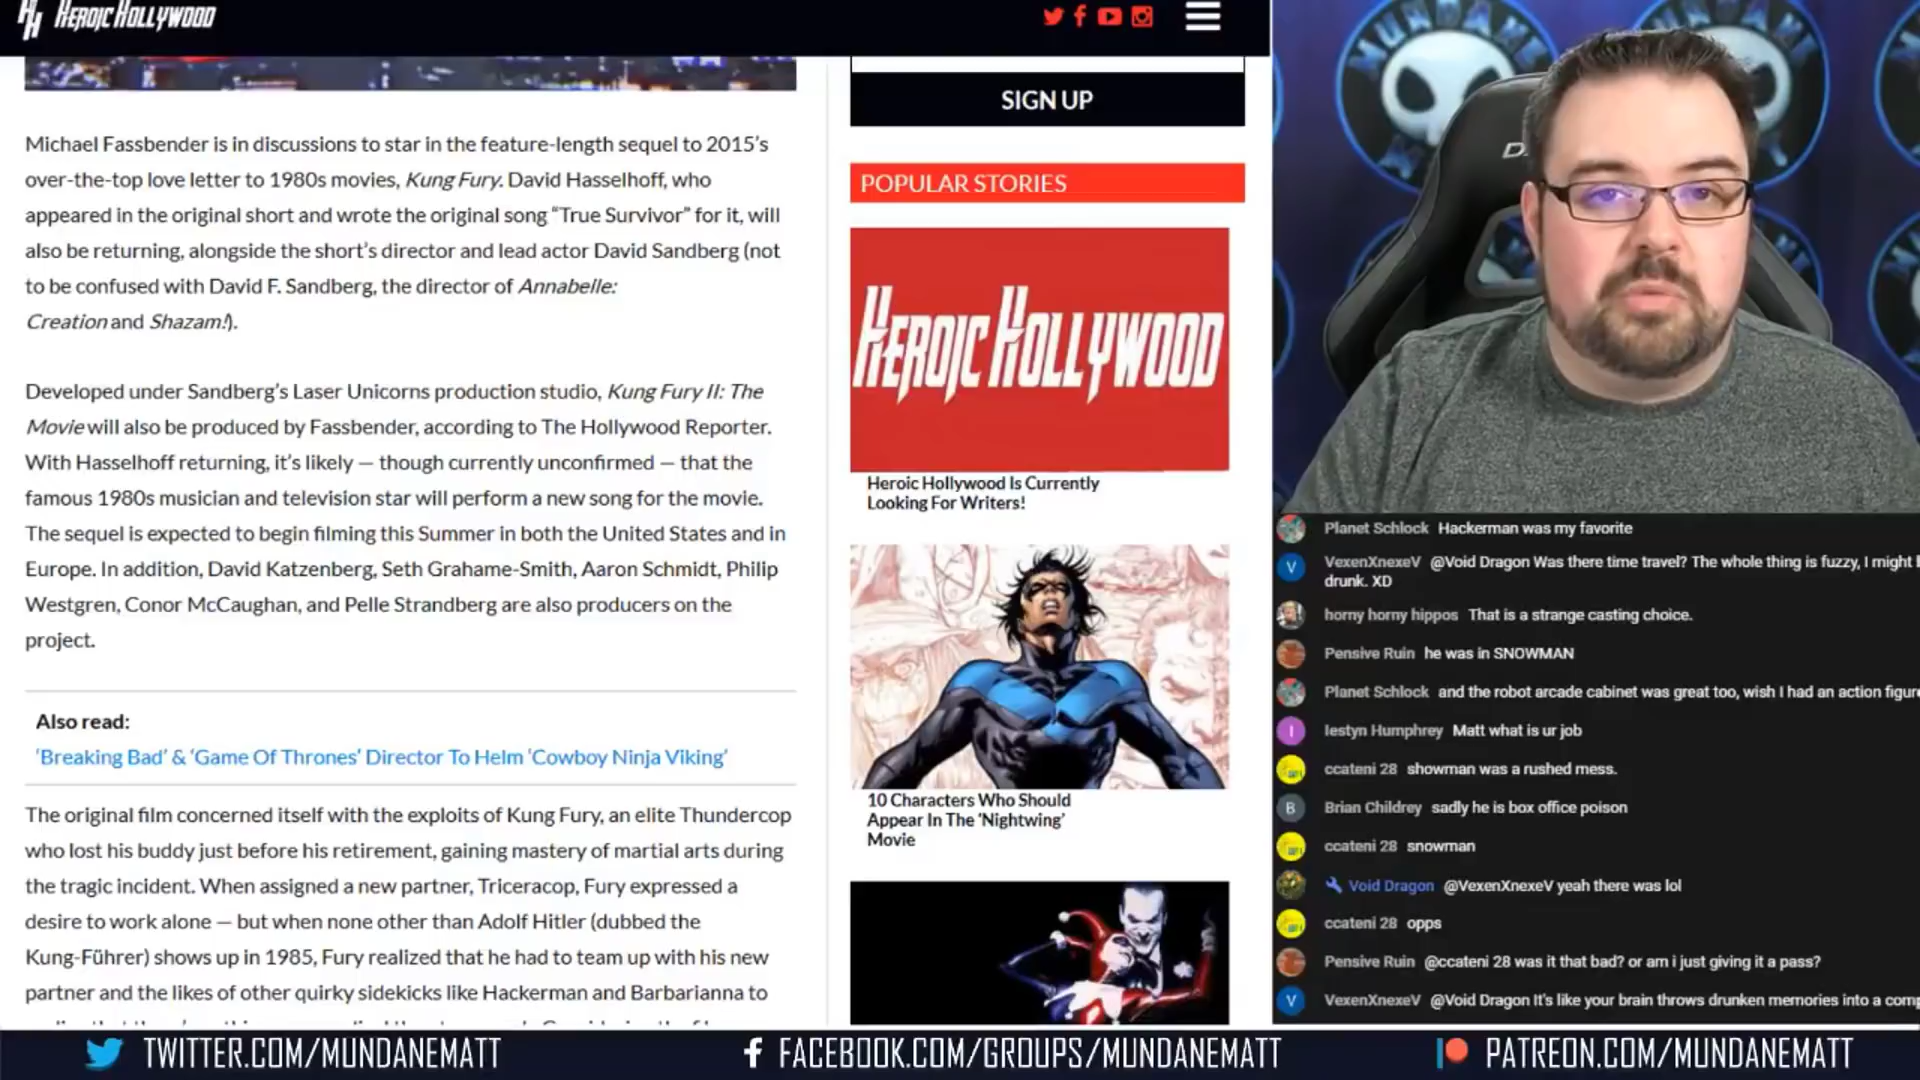 HH HEROIC HOLLYWOOD
Michael Fassbender is in discussions to star in the feature-length sequel to 2015's
over-the-top love letter to 1980s movies, Kung Fury. David Hasselhoff, who
appeared in the original short and wrote the original song “True Survivor” for it, will
also be returning, alongside the short's director and lead actor David Sandberg (not
to be confused with David F. Sandberg, the director of Annabelle:
Creation and Shazam!).
Developed under Sandberg's Laser Unicorns production studio, Kung Fury II: The
Movie will also be produced by Fassbender, according to The Hollywood Reporter.
With Hasselhoff returning, it's likely — though currently unconfirmed — that the
famous 1980s musician and television star will perform a new song for the movie.
The sequel is expected to begin filming this Summer in both the United States and in
Europe. In addition, David Katzenberg, Seth Grahame-Smith, Aaron Schmidt, Philip
Westgren, Conor McCaughan, and Pelle Strandberg are also producers on the
project.
Also read:
‘Breaking Bad’ & ‘Game Of Thrones’ Director To Helm ‘Cowboy Ninja Viking’
The original film concerned itself with the exploits of Kung Fury, an elite Thundercop
who lost his buddy just before his retirement, gaining mastery of martial arts during
the tragic incident. When assigned a new partner, Triceracop, Fury expressed a
desire to work alone — but when none other than Adolf Hitler (dubbed the
Kung-Führer) shows up in 1985, Fury realized that he had to team up with his new
partner and the likes of other quirky sidekicks like Hackerman and Barbarianna to
SIGN UP
POPULAR STORIES
HEROIC HOLLYWOOD
Heroic Hollywood Is Currently
Looking For Writers!
10 Characters Who Should
Appear In The ‘Nightwing’
Movie
MUNDANE
Planet Schlock Hackerman was my favorite
VexenXnexeV @Void Dragon Was there time travel? The whole thing is fuzzy, I might
drunk. XD
horny horny hippos That is a strange casting choice.
Pensive Ruin he was in SNOWMAN
Planet Schlock and the robot arcade cabinet was great too, wish I had an action figure
Iestyn Humphrey Matt what is ur job
ccateni 28 showman was a rushed mess.
Brian Childrey sadly he is box office poison
ccateni 28 snowman
Void Dragon @VexenXnexeV yeah there was lol
ccateni 28 opps
Pensive Ruin @ccateni 28 was it that bad? or am i just giving it a pass?
VexenXnexeV @Void Dragon It's like your brain throws drunken memories into a
TWITTER.COM/MUNDANEMATT
FACEBOOK.COM/GROUPS/MUNDANEMATT
PATREON.COM/MUNDANEMATT